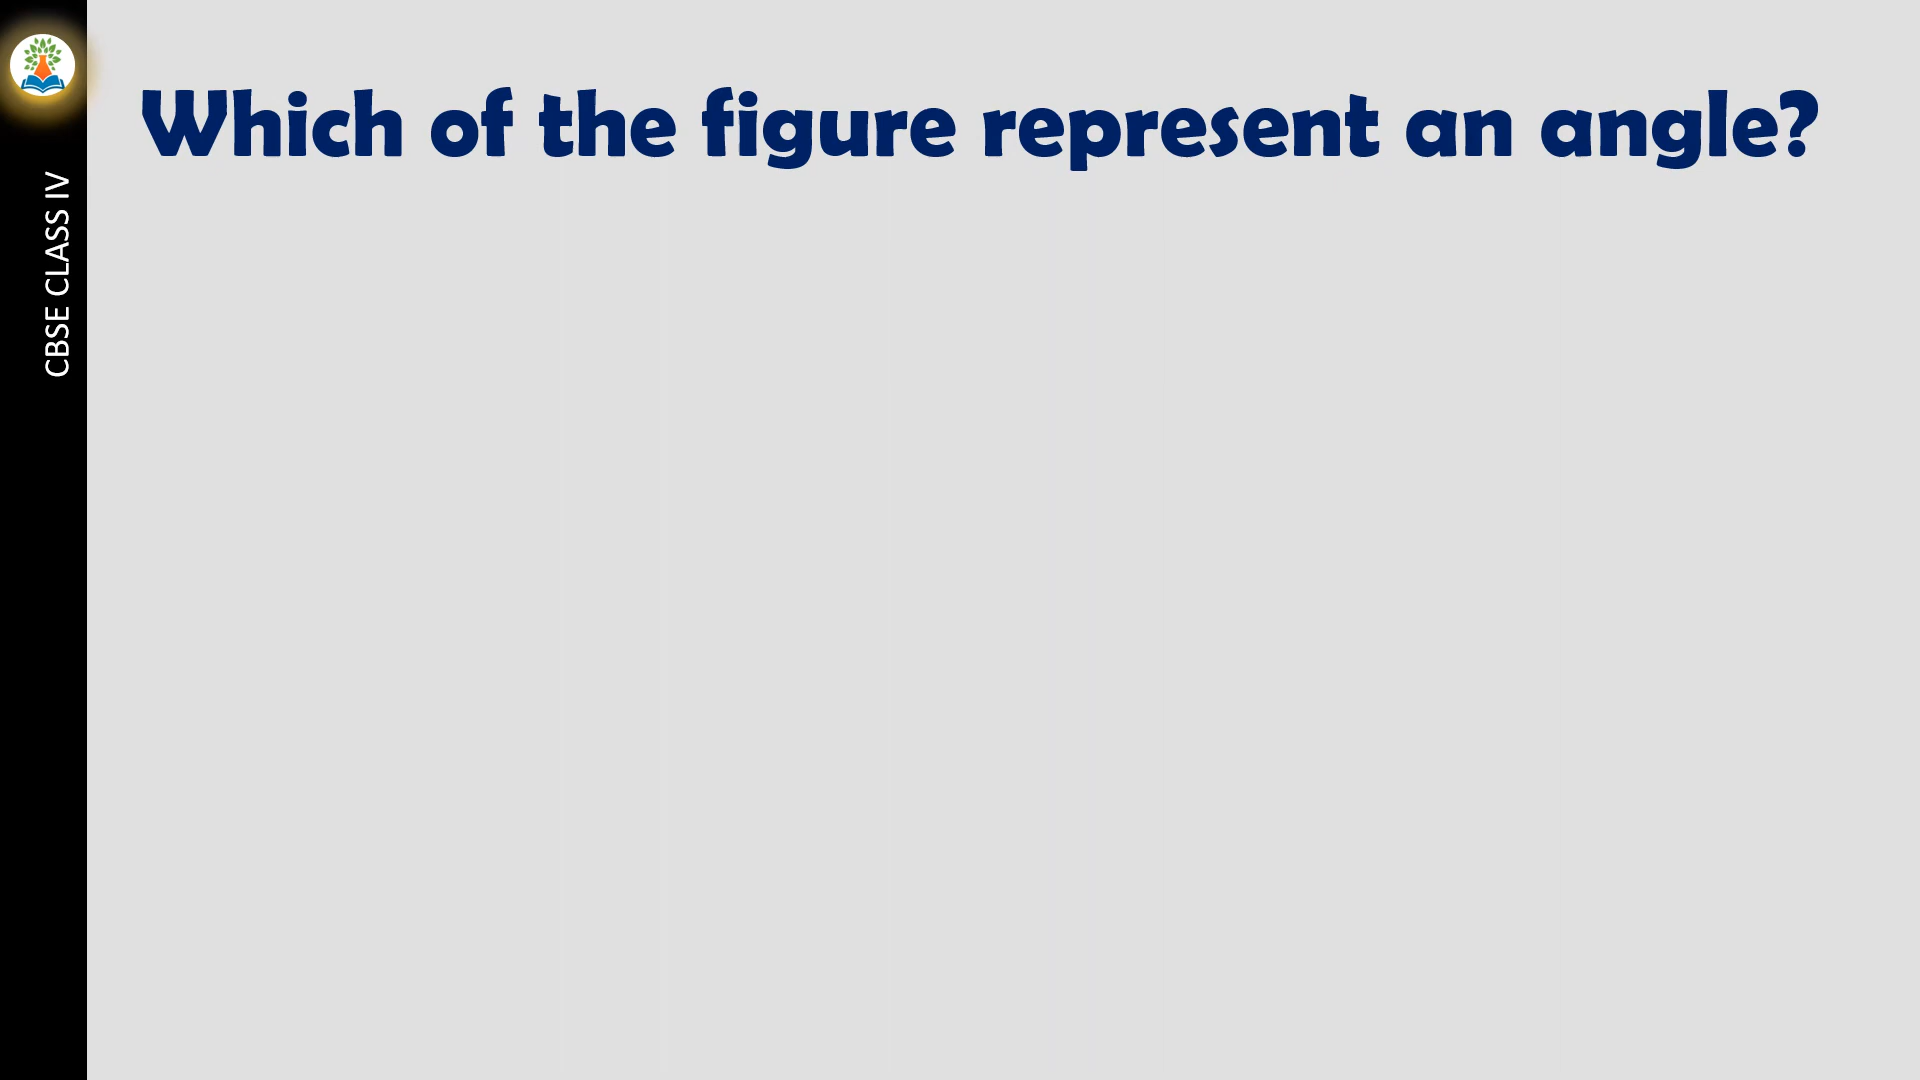 Which of the figure represent an angle?
CBSE CLASS IV